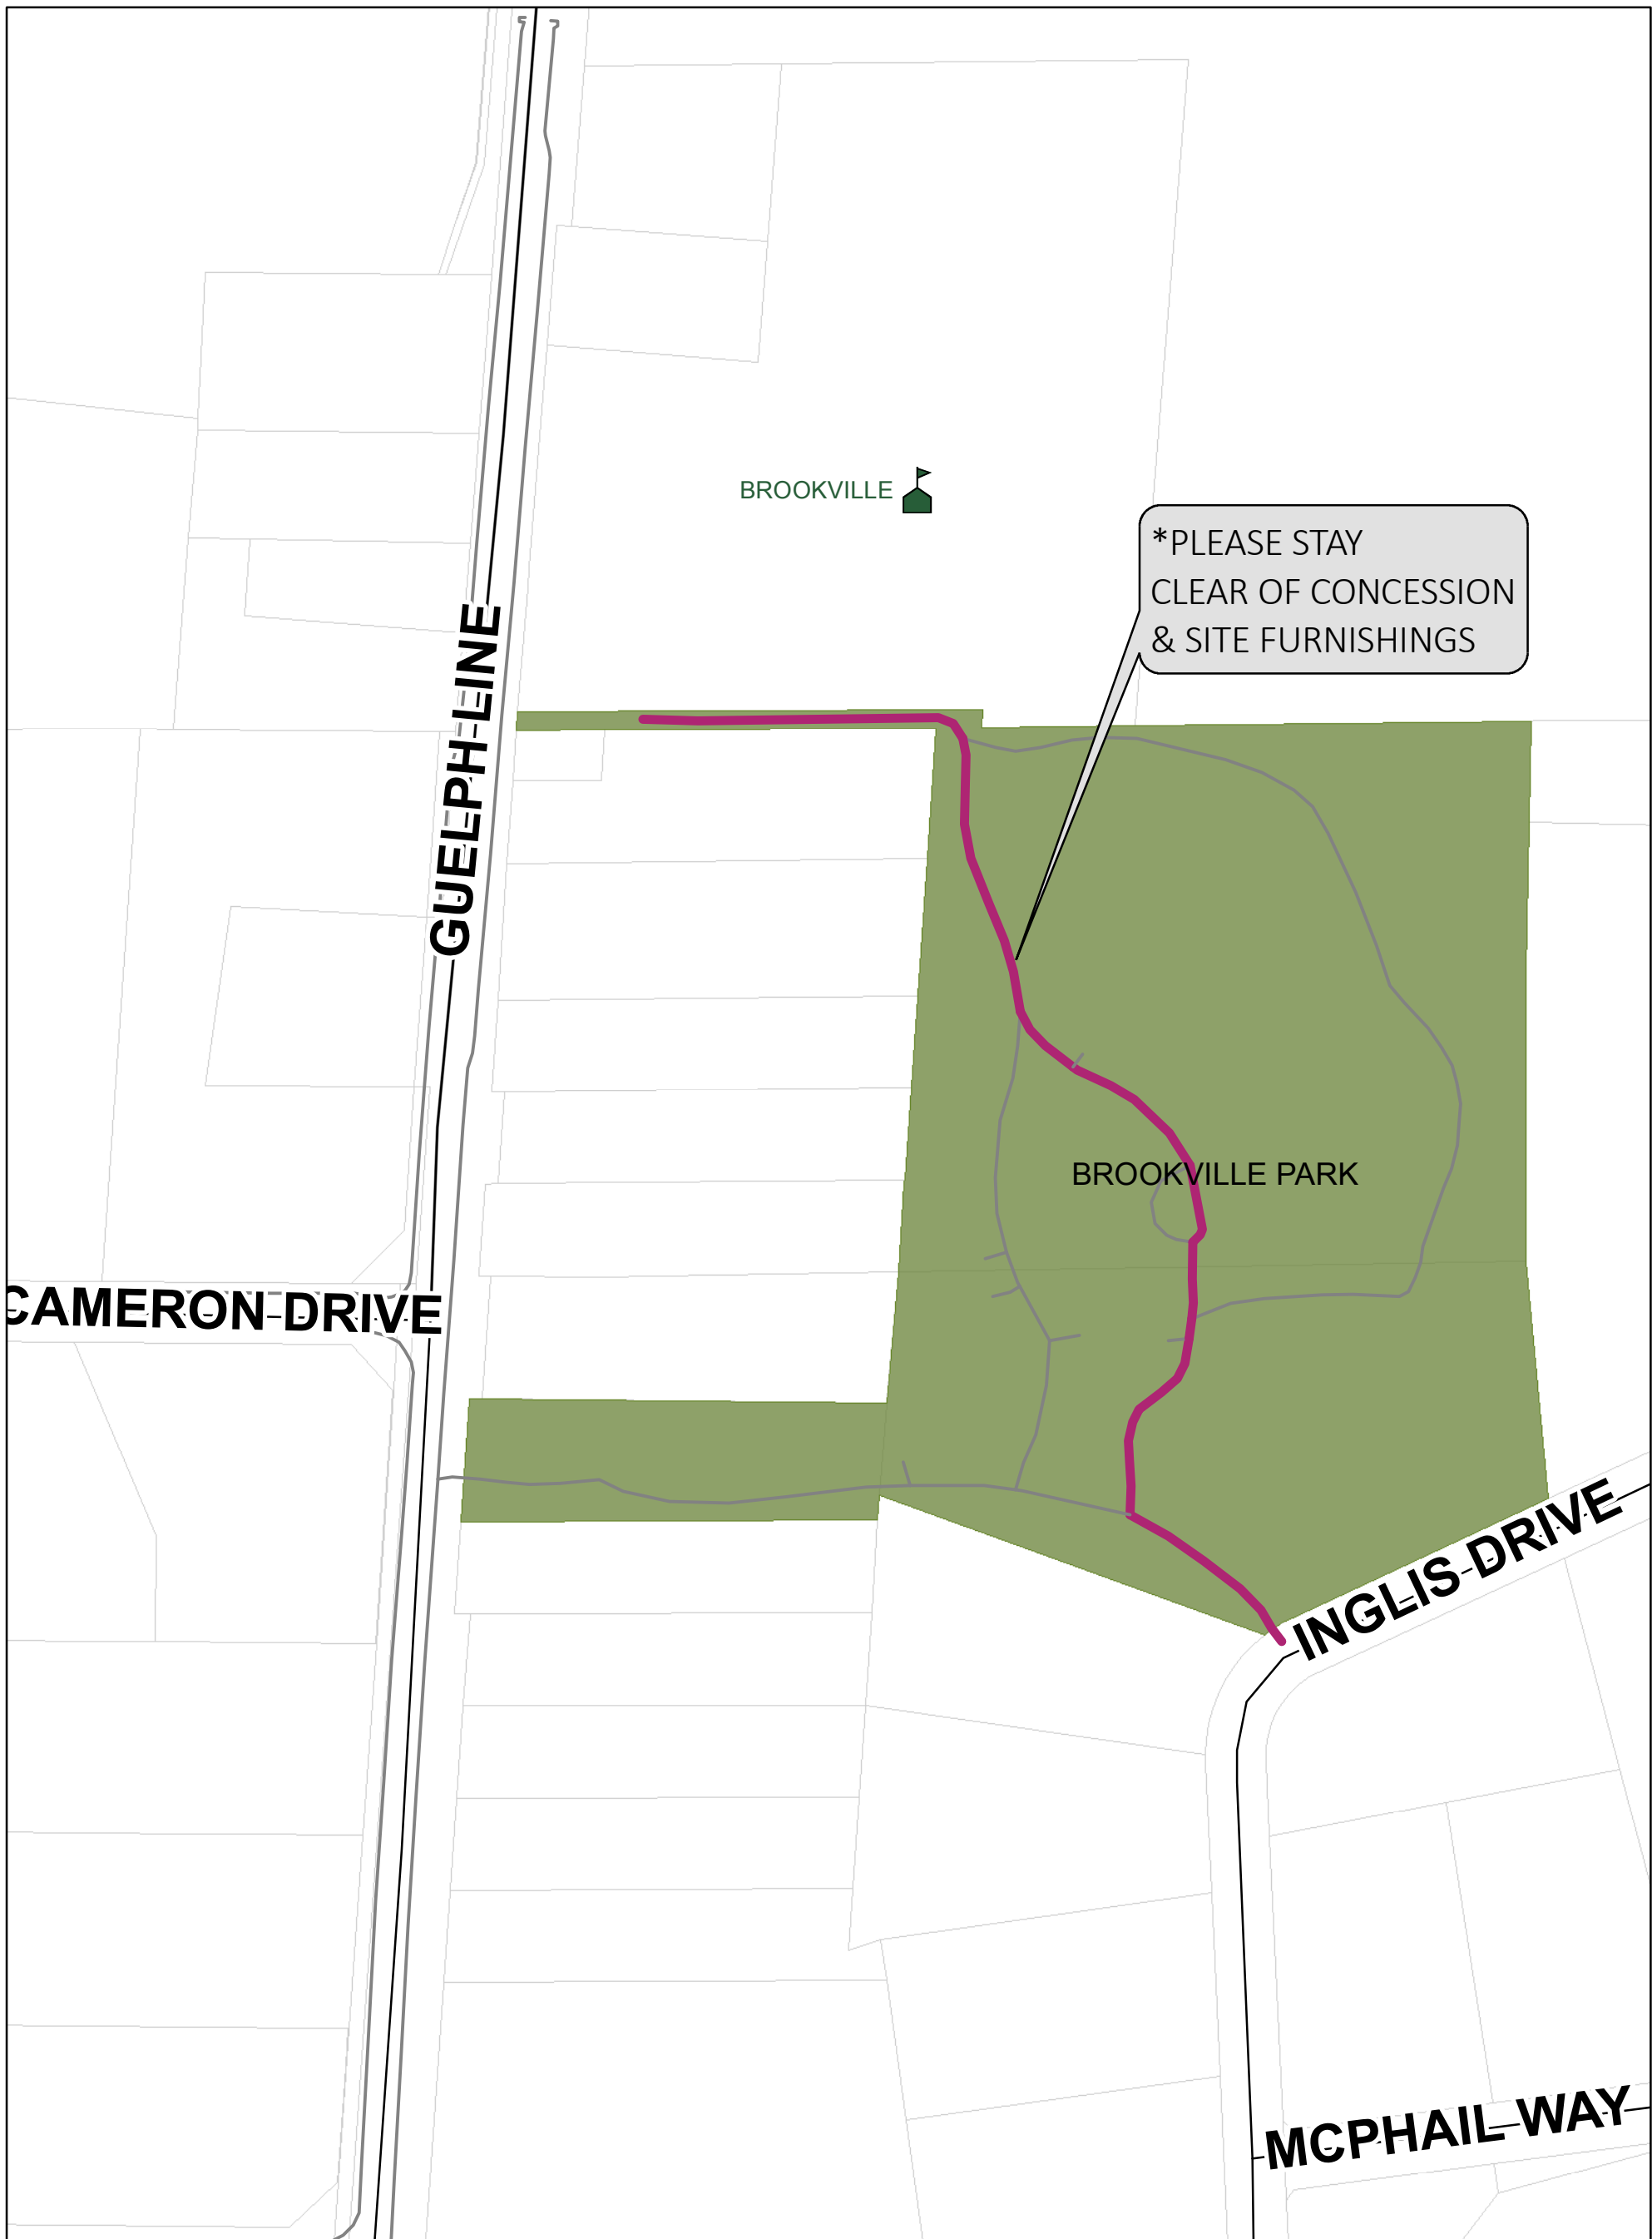 BROOKVILLE
*PLEASE STAY
CLEAR OF CONCESSION
& SITE FURNISHINGS
GUELPH LINE
BROOKVILLE PARK
CAMERON DRIVE
INGLIS DRIVE
MCPHAIL WAY